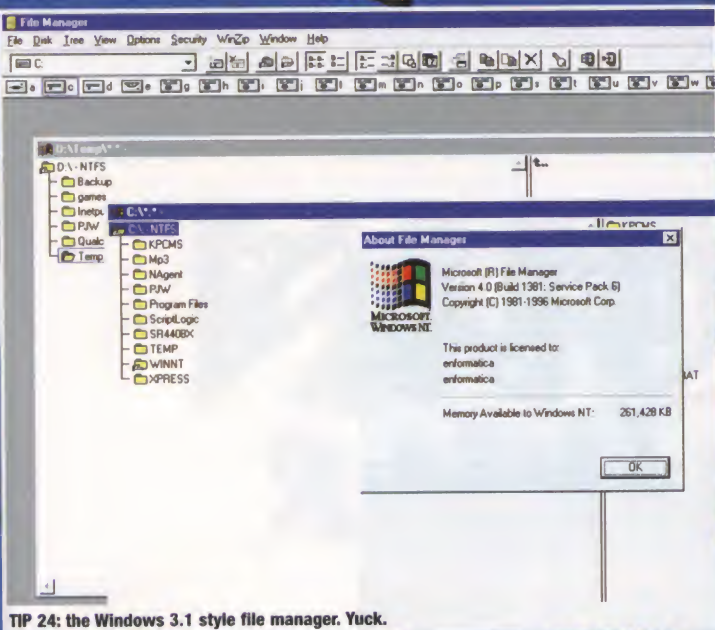 File Manager
File Disk Tree View Options Security WinZip Window Help
C:
a c d e g h i j l m n o p s t u v w
D:\Temp\*.*
D:\ - NTFS
Backup
games
Inetpu
PJW
Qualc
Temp
t..
C:\*.*
C:\ - NTFS
KPCMS
Mp3
NAgent
PJW
Program Files
ScriptLogic
SR440BX
TEMP
WINNT
XPRESS
KPCMS
About File Manager
MICROSOFT.
WINDOWS NT.
Microsoft (R) File Manager
Version 4.0 (Build 1381: Service Pack 6)
Copyright (C) 1981-1996 Microsoft Corp.
This product is licensed to:
enformatica
enformatica
Memory Available to Windows NT: 261,428 KB
OK
AT
TIP 24: the Windows 3.1 style file manager. Yuck.